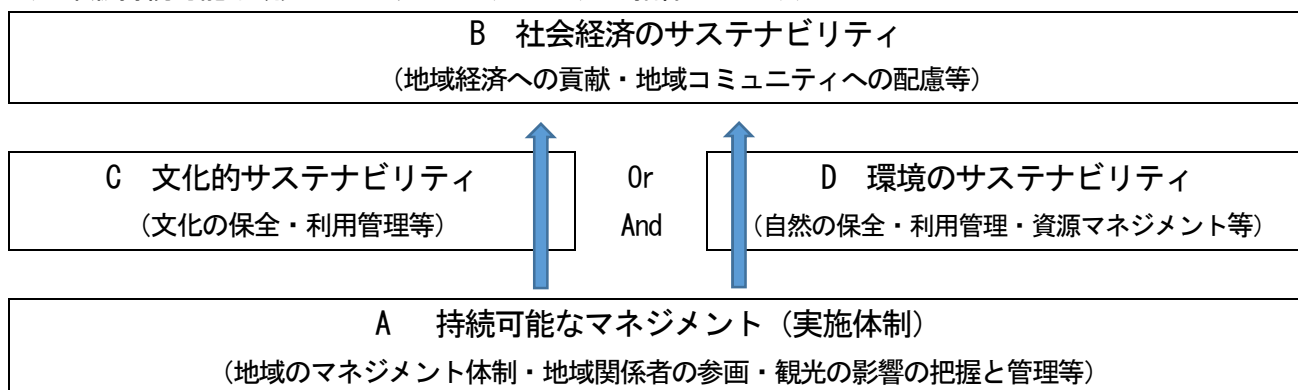 B 社会経済のサステナビリティ
（地域経済への貢献・地域コミュニティへの配慮等）
C 文化的サステナビリティ
（文化の保全・利用管理等）
Or
And
D 環境のサステナビリティ
（自然の保全・利用管理・資源マネジメント等）
A 持続可能なマネジメント（実施体制）
（地域のマネジメント体制・地域関係者の参画・観光の影響の把握と管理等）